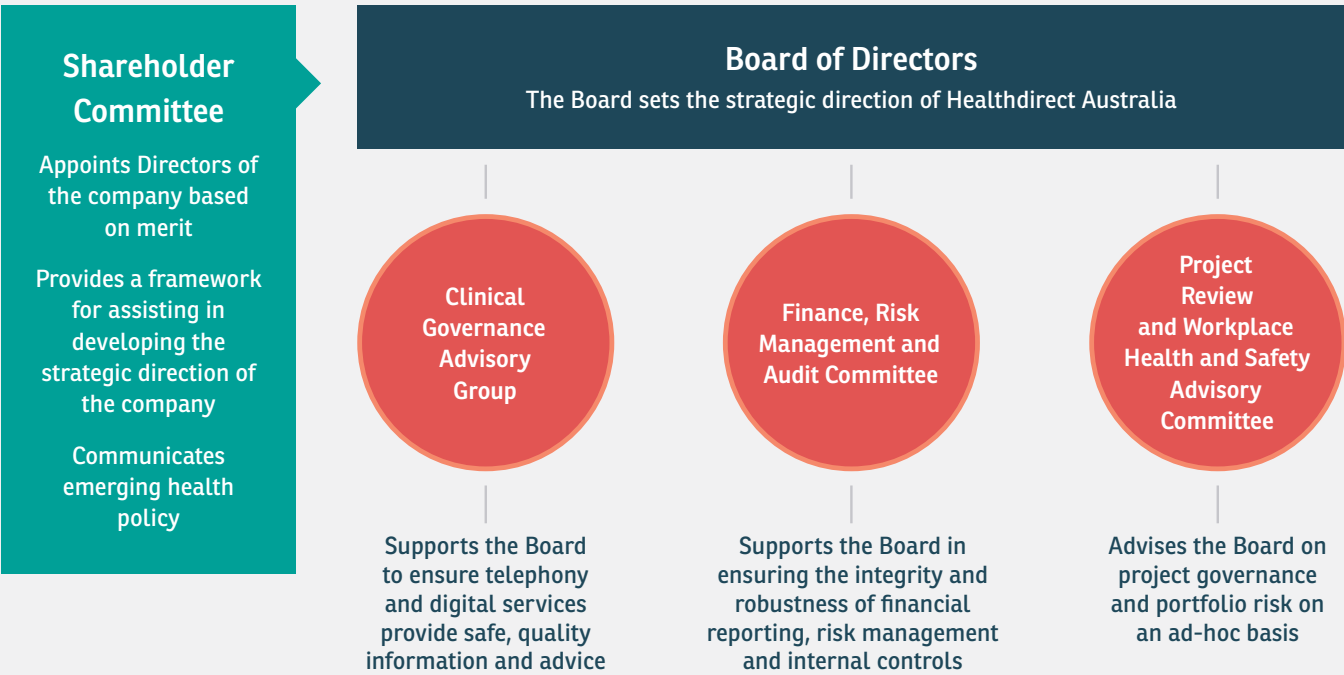 Shareholder
Committee
Appoints Directors of
the company based
on merit
Provides a framework
for assisting in
developing the
strategic direction of
the company
Communicates
emerging health
policy
Board of Directors
The Board sets the strategic direction of Healthdirect Australia
Clinical
Governance
Advisory
Group
Supports the Board
to ensure telephony
and digital services
provide safe, quality
information and advice
Finance, Risk
Management and
Audit Committee
Supports the Board in
ensuring the integrity and
robustness of financial
reporting, risk management
and internal controls
Project
Review
and Workplace
Health and Safety
Advisory
Committee
Advises the Board on
project governance
and portfolio risk on
an ad-hoc basis